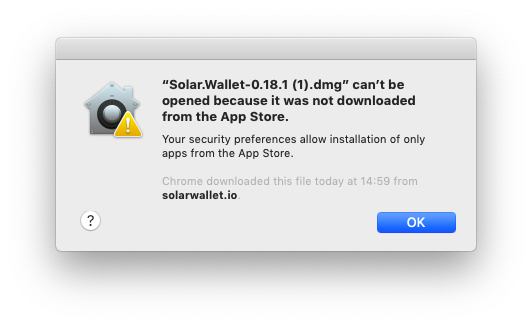 “Solar.Wallet-0.18.1 (1).dmg” can’t be
opened because it was not downloaded
from the App Store.
Your security preferences allow installation of only
apps from the App Store.
Chrome downloaded this file today at 14:59 from
solarwallet.io.
?
OK